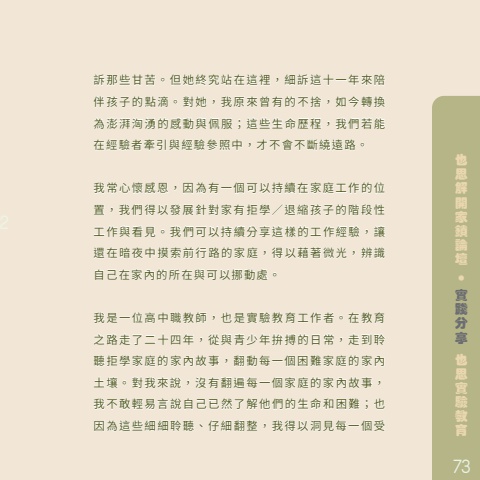 訴那些甘苦。但她終究站在這裡，細訴這十一年來陪
伴孩子的點滴。對她，我原來曾有的不捨，如今轉換
為澎湃洶湧的感動與佩服；這些生命歷程，我們若能
在經驗者牽引與經驗參照中，才不會不斷繞遠路。
我常心懷感恩，因為有一個可以持續在家庭工作的位
置，我們得以發展針對家有拒學／退縮孩子的階段性
工作與看見。我們可以持續分享這樣的工作經驗，讓
還在暗夜中摸索前行路的家庭，得以藉著微光，辨識
自己在家內的所在與可以挪動處。
我是一位高中職教師，也是實驗教育工作者。在教育
之路走了二十四年，從與青少年拚搏的日常，走到聆
聽拒學家庭的家內故事，翻動每一個困難家庭的家內
土壤。對我來說，沒有翻遍每一個家庭的家內故事，
我不敢輕易言說自己已然了解他們的生命和困難；也
因為這些細細聆聽、仔細翻整，我得以洞見每一個受
也思解開家鎖論壇 • 實踐分享 也思實驗教育
73
2